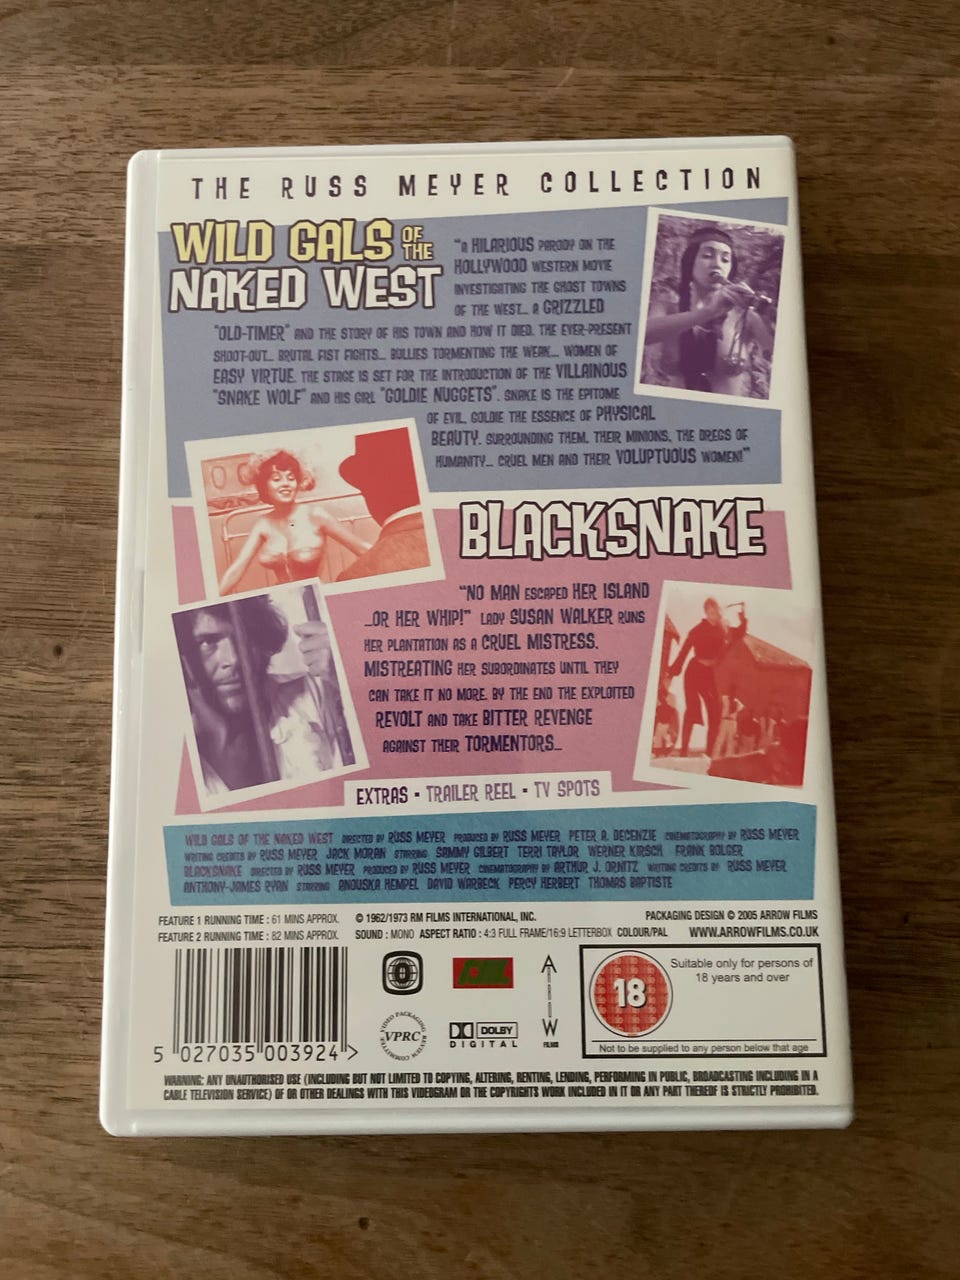 THE RUSS MEYER COLLECTION
WILD GALS OF THE
NAKED WEST
"A HILARIOUS PARODY ON THE
HOLLYWOOD WESTERN MOVIE
INVESTIGATING THE GHOST TOWNS
OF THE WEST... A GRIZZLED
"OLD-TIMER" AND THE STORY OF HIS TOWN AND HOW IT DIED. THE EVER-PRESENT
SHOOT-OUT... BRUTAL FIST FIGHTS... BULLIES TORMENTING THE WEAK... WOMEN OF
EASY VIRTUE. THE STAGE IS SET FOR THE INTRODUCTION OF THE VILLAINOUS
"SNAKE WOLF" AND HIS GIRL "GOLDIE NUGGETS". SNAKE IS THE EPITOME
OF EVIL, GOLDIE THE ESSENCE OF PHYSICAL
BEAUTY. SURROUNDING THEM, THEIR MINIONS, THE DREGS OF
HUMANITY... CRUEL MEN AND THEIR VOLUPTUOUS WOMEN!"
BLACKSNAKE
"NO MAN ESCAPED HER ISLAND
...OR HER WHIP!" LADY SUSAN WALKER RUNS
HER PLANTATION AS A CRUEL MISTRESS,
MISTREATING HER SUBORDINATES UNTIL THEY
CAN TAKE IT NO MORE. BY THE END THE EXPLOITED
REVOLT AND TAKE BITTER REVENGE
AGAINST THEIR TORMENTORS...
EXTRAS • TRAILER REEL • TV SPOTS
WILD GALS OF THE NAKED WEST DIRECTED BY RUSS MEYER PRODUCED BY RUSS MEYER PETER A. DECENZIE CINEMATOGRAPHY BY RUSS MEYER
WRITING CREDITS BY RUSS MEYER JACK MORAN STARRING SAMMY GILBERT TERRI TAYLOR WERNER KIRSCH FRANK BOLGER
BLACKSNAKE DIRECTED BY RUSS MEYER PRODUCED BY RUSS MEYER CINEMATOGRAPHY BY ARTHUR J. ORNITZ WRITING CREDITS BY RUSS MEYER
ANTHONY-JAMES RYAN STARRING ANOUSKA HEMPEL DAVID WARBECK PERCY HERBERT THOMAS BAPTISTE
FEATURE 1 RUNNING TIME : 61 MINS APPROX. © 1962/1973 RM FILMS INTERNATIONAL, INC. PACKAGING DESIGN © 2005 ARROW FILMS
FEATURE 2 RUNNING TIME : 82 MINS APPROX. SOUND : MONO ASPECT RATIO : 4:3 FULL FRAME/16:9 LETTERBOX COLOUR/PAL WWW.ARROWFILMS.CO.UK
0
A W
FILMS
VIDEO PACKAGING REVIEW COMMITTEE
VPRC
DOLBY
DIGITAL
18
Suitable only for persons of
18 years and over
Not to be supplied to any person below that age
5 027035 003924 >
WARNING: ANY UNAUTHORISED USE (INCLUDING BUT NOT LIMITED TO COPYING, ALTERING, RENTING, LENDING, PERFORMING IN PUBLIC, BROADCASTING INCLUDING IN A
CABLE TELEVISION SERVICE) OF OR OTHER DEALINGS WITH THIS VIDEOGRAM OR THE COPYRIGHTS WORK INCLUDED IN IT OR ANY PART THEREOF IS STRICTLY PROHIBITED.